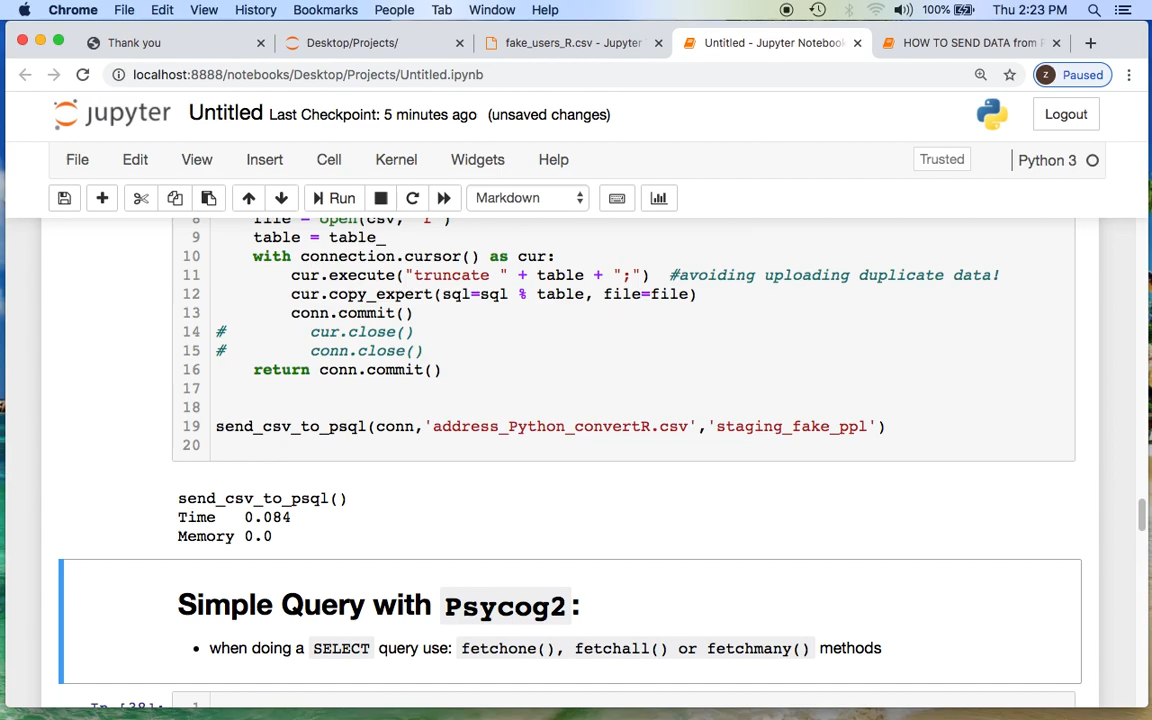 Chrome File Edit View History Bookmarks People Tab Window Help 100% Thu 2:23 PM
Thank you Desktop/Projects/ fake_users_R.csv - Jupyter Untitled - Jupyter Notebook HOW TO SEND DATA from P
localhost:8888/notebooks/Desktop/Projects/Untitled.ipynb z Paused
jupyter Untitled Last Checkpoint: 5 minutes ago (unsaved changes) Logout
File Edit View Insert Cell Kernel Widgets Help Trusted Python 3
Run Markdown
8 file = open(csv, "r")
9 table = table_
10 with connection.cursor() as cur:
11 cur.execute("truncate " + table + ";") #avoiding uploading duplicate data!
12 cur.copy_expert(sql=sql % table, file=file)
13 conn.commit()
14 # cur.close()
15 # conn.close()
16 return conn.commit()
17
18
19 send_csv_to_psql(conn,'address_Python_convertR.csv','staging_fake_ppl')
20
send_csv_to_psql()
Time 0.084
Memory 0.0
Simple Query with Psycog2:
• when doing a SELECT query use: fetchone(), fetchall() or fetchmany() methods
In [38]: 1